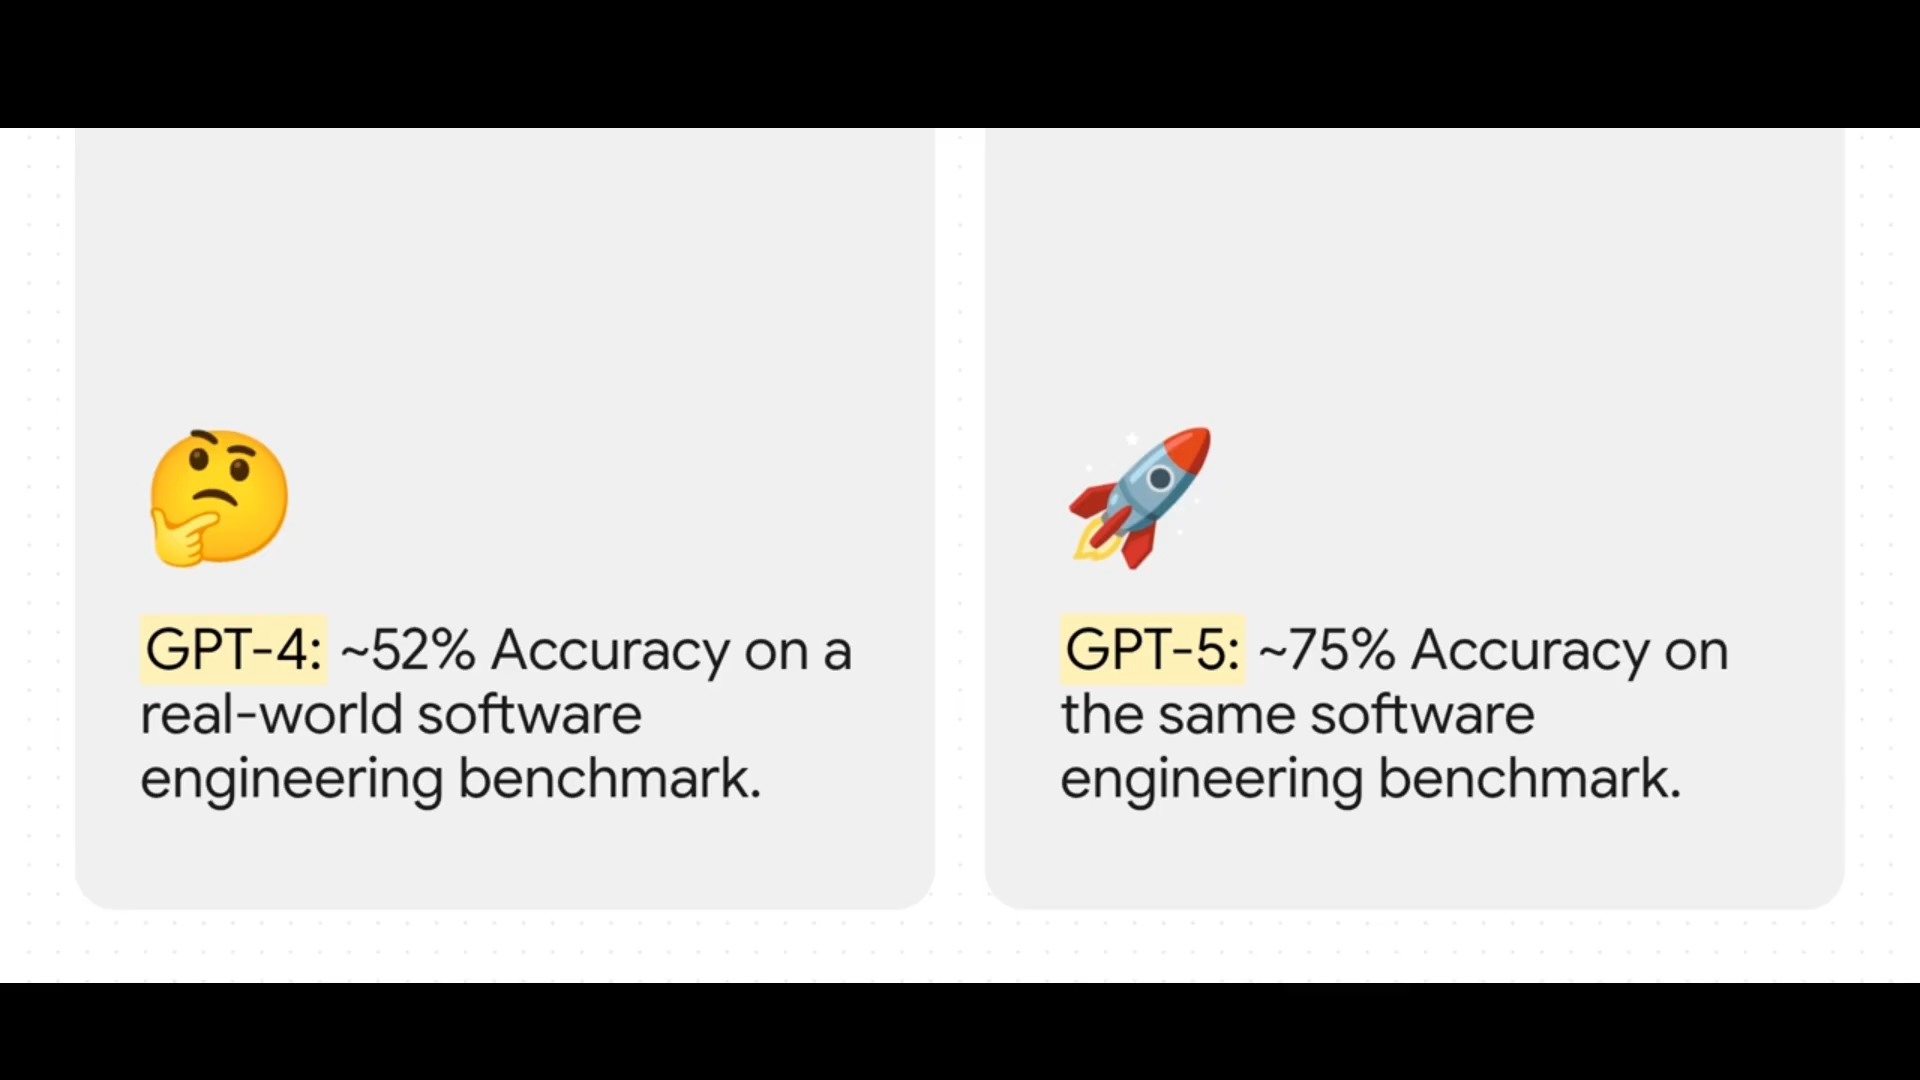 GPT-4: ~52% Accuracy on a
real-world software
engineering benchmark.
GPT-5: ~75% Accuracy on
the same software
engineering benchmark.